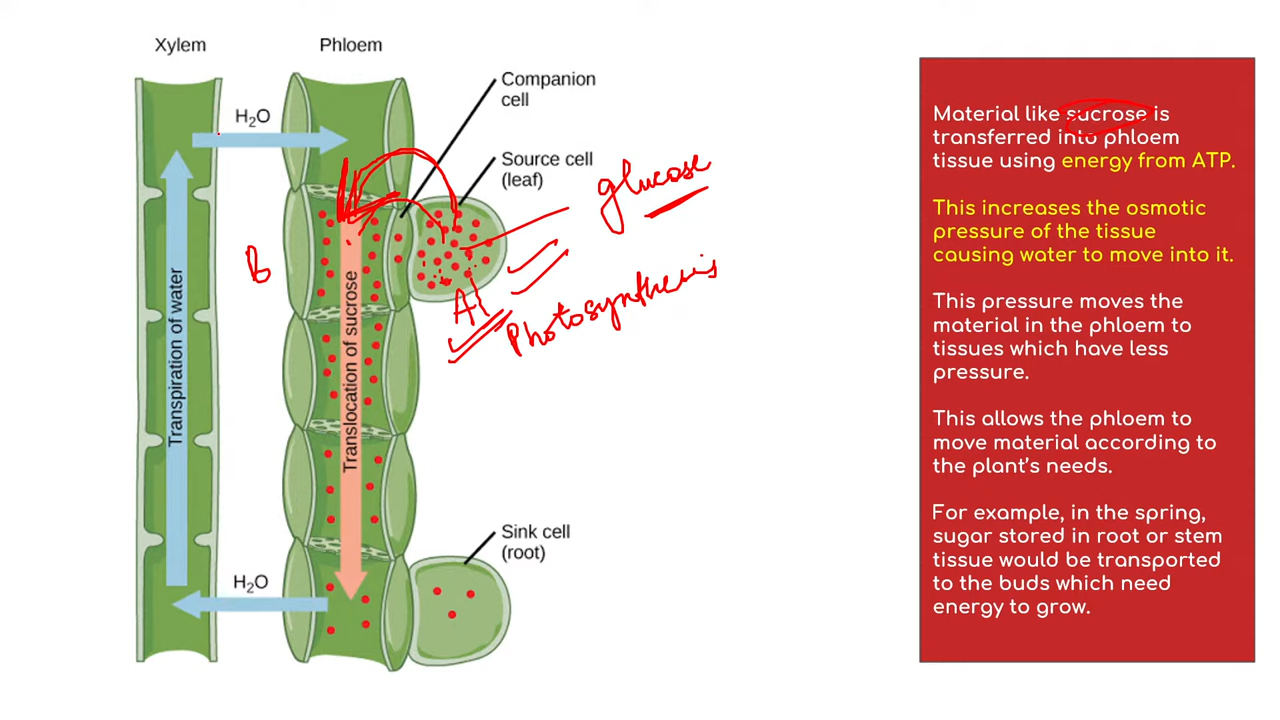 Xylem
Phloem
H2O
Companion
cell
Source cell
(leaf)
glucose
B
A1
Photosynthesis
Transpiration of water
Translocation of sucrose
Sink cell
(root)
H2O
Material like sucrose is
transferred into phloem
tissue using energy from ATP.
This increases the osmotic
pressure of the tissue
causing water to move into it.
This pressure moves the
material in the phloem to
tissues which have less
pressure.
This allows the phloem to
move material according to
the plant's needs.
For example, in the spring,
sugar stored in root or stem
tissue would be transported
to the buds which need
energy to grow.